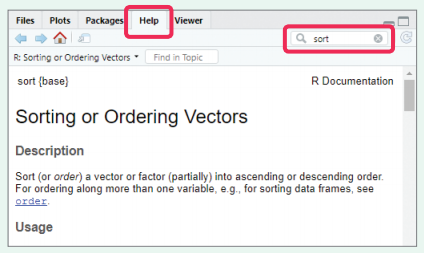 Files Plots Packages Help Viewer
sort
R: Sorting or Ordering Vectors Find in Topic
sort {base} R Documentation
Sorting or Ordering Vectors
Description
Sort (or order) a vector or factor (partially) into ascending or descending order.
For ordering along more than one variable, e.g., for sorting data frames, see
order.
Usage